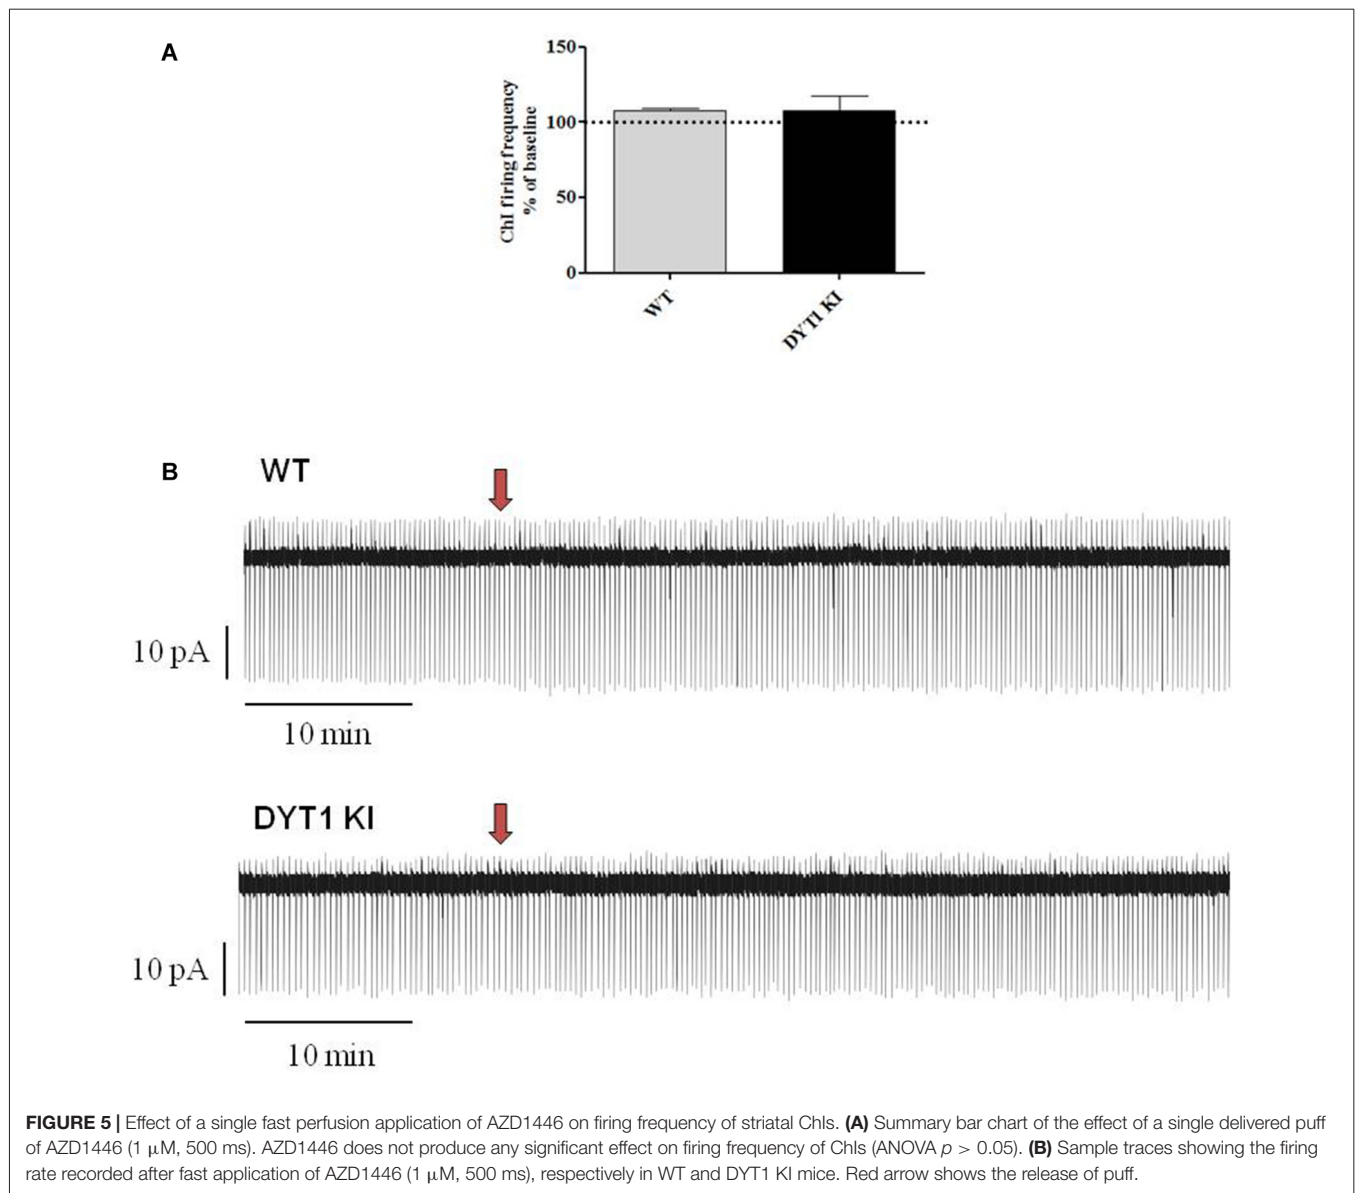 A
150
100
50
0
ChI firing frequency
% of baseline
WT
DYT1 KI
B
WT
10 pA
10 min
DYT1 KI
10 pA
10 min
FIGURE 5 | Effect of a single fast perfusion application of AZD1446 on firing frequency of striatal ChIs. (A) Summary bar chart of the effect of a single delivered puff
of AZD1446 (1 μM, 500 ms). AZD1446 does not produce any significant effect on firing frequency of ChIs (ANOVA p > 0.05). (B) Sample traces showing the firing
rate recorded after fast application of AZD1446 (1 μM, 500 ms), respectively in WT and DYT1 KI mice. Red arrow shows the release of puff.